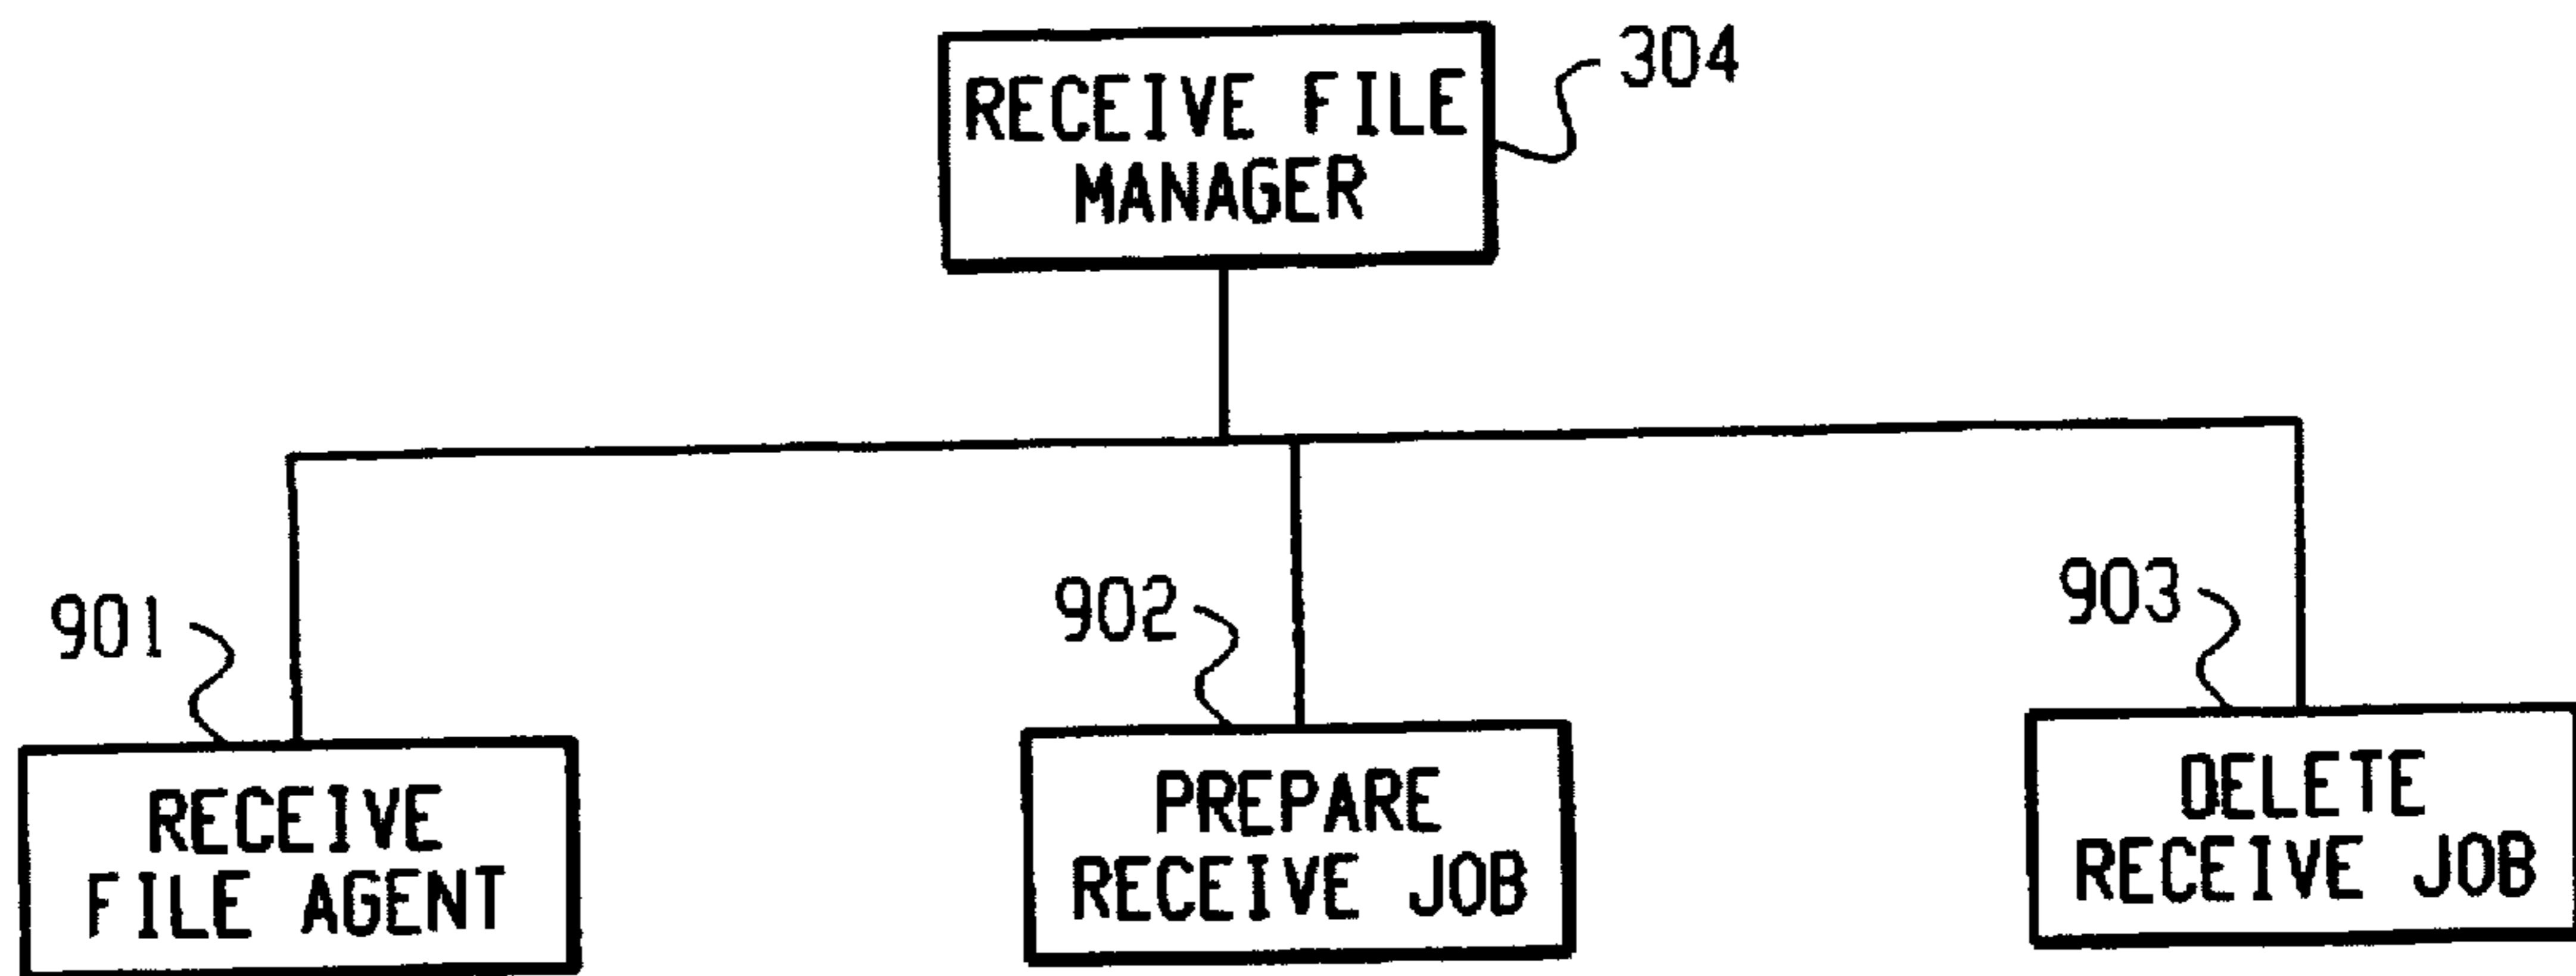 RECEIVE FILE
MANAGER
304
901
902
903
RECEIVE
FILE AGENT
PREPARE
RECEIVE JOB
DELETE
RECEIVE JOB